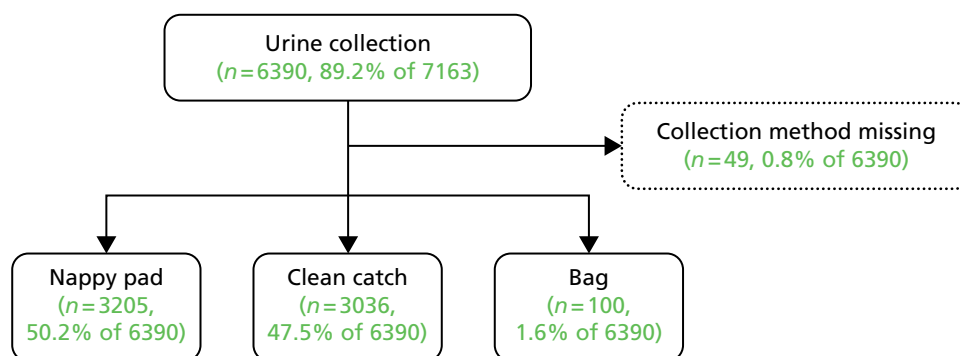 Urine collection
(n=6390, 89.2% of 7163)
Collection method missing
(n=49, 0.8% of 6390)
Nappy pad
(n=3205,
50.2% of 6390)
Clean catch
(n=3036,
47.5% of 6390)
Bag
(n=100,
1.6% of 6390)